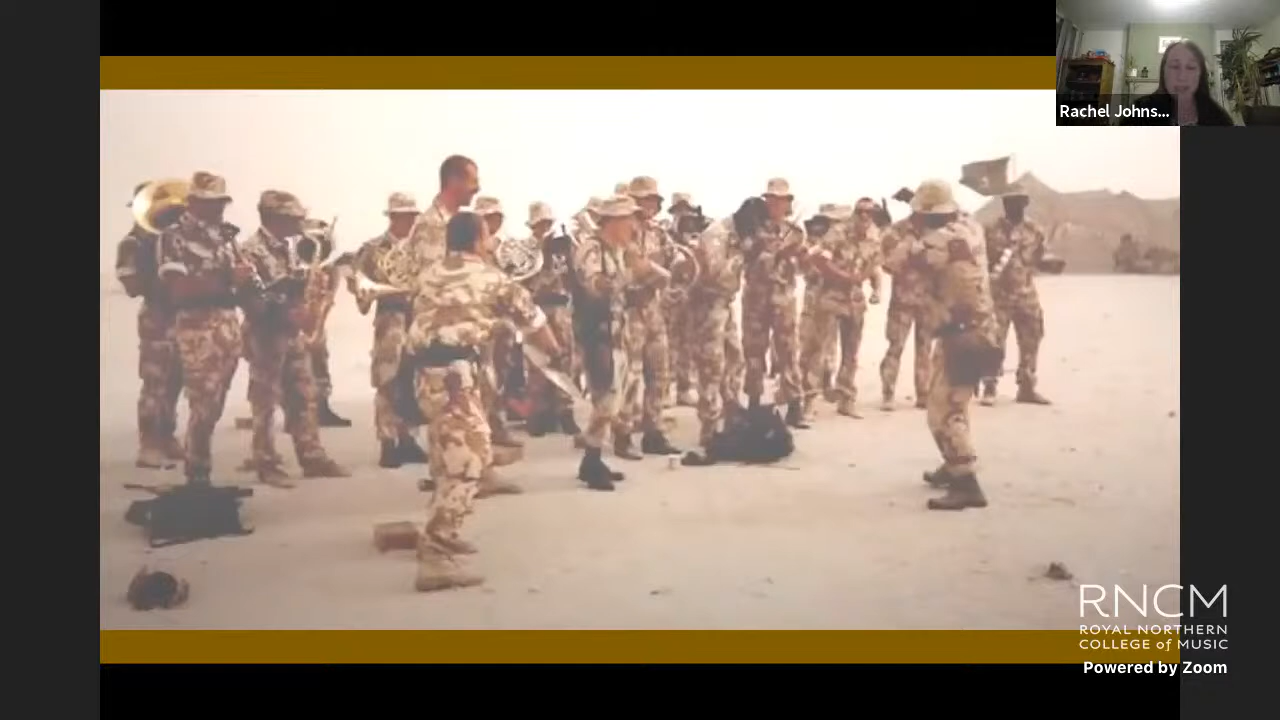 Rachel Johns...
RNCM
ROYAL NORTHERN
COLLEGE of MUSIC
Powered by Zoom